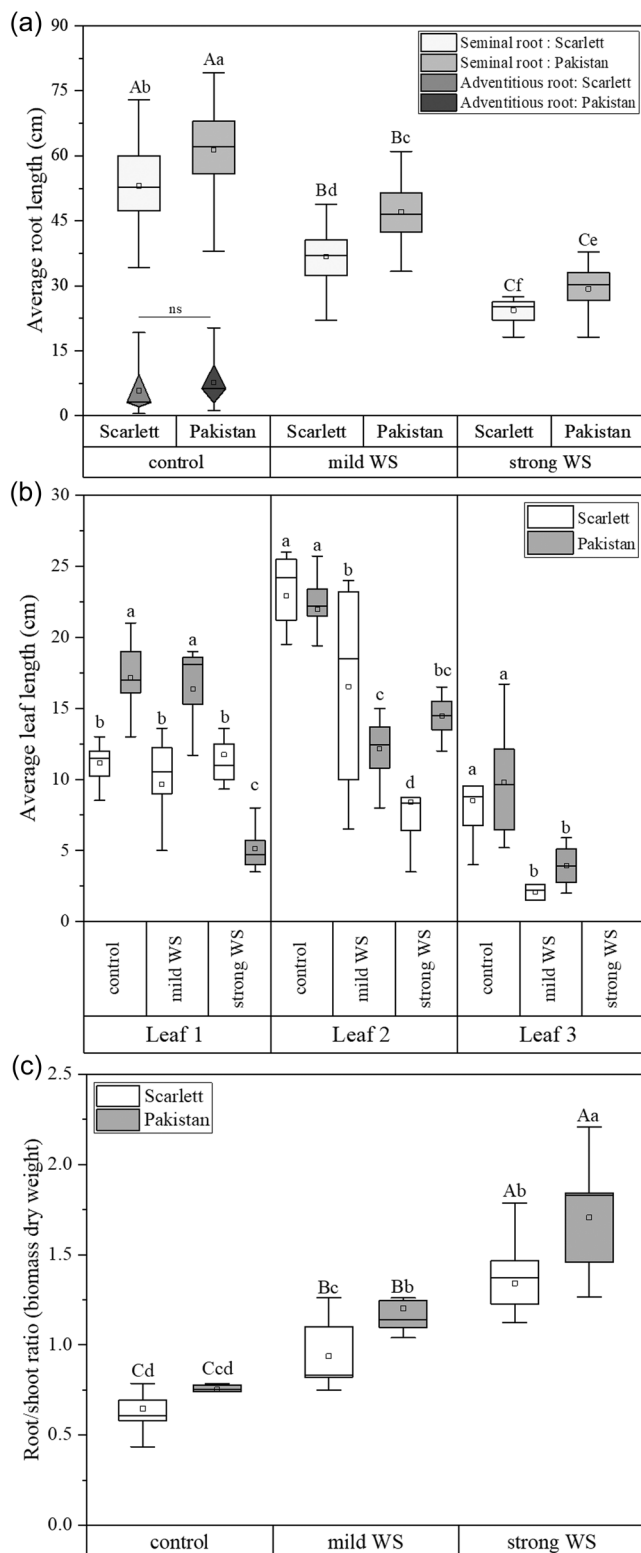 (a)
90
75
60
45
30
15
0
Average root length (cm)
Seminal root : Scarlett
Seminal root : Pakistan
Adventitious root: Scarlett
Adventitious root: Pakistan
Ab
Aa
Bd
Bc
Cf
Ce
ns
Scarlett Pakistan Scarlett Pakistan Scarlett Pakistan
control mild WS strong WS
(b)
30
25
20
15
10
5
0
Average leaf length (cm)
Scarlett
Pakistan
b
a
b
a
b
c
a
a
b
c
d
bc
a
a
b
b
control
mild WS
strong WS
control
mild WS
strong WS
control
mild WS
strong WS
Leaf 1 Leaf 2 Leaf 3
(c)
2.5
2.0
1.5
1.0
0.5
0.0
Root/shoot ratio (biomass dry weight)
Scarlett
Pakistan
Cd
Ccd
Bc
Bb
Ab
Aa
control mild WS strong WS